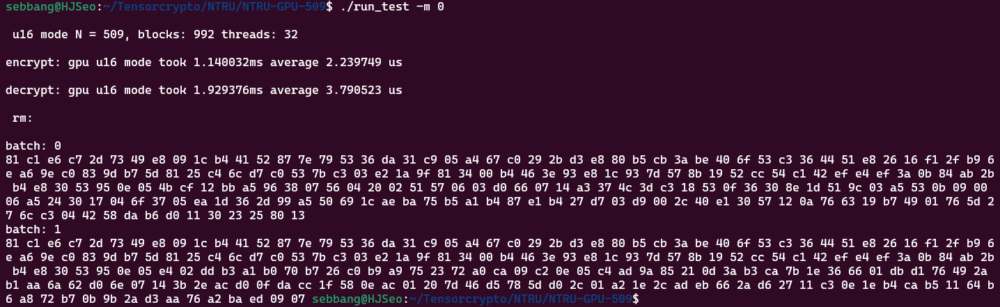 sebbang@HJSeo:~/Tensorcrypto/NTRU/NTRU-GPU-509$ ./run_test -m 0
u16 mode N = 509, blocks: 992 threads: 32
encrypt: gpu u16 mode took 1.140032ms average 2.239749 us
decrypt: gpu u16 mode took 1.929376ms average 3.790523 us
rm:
batch: 0
81 c1 e6 c7 2d 73 49 e8 09 1c b4 41 52 87 7e 79 53 36 da 31 c9 05 a4 67 c0 29 2b d3 e8 80 b5 cb 3a be 40 6f 53 c3 36 44 51 e8 26 16 f1 2f b9 6
e a6 9e c0 83 9d b7 5d 81 25 c4 6c d7 c0 53 7b c3 03 e2 1a 9f 81 34 00 b4 46 3e 93 e8 1c 93 7d 57 8b 19 52 cc 54 c1 42 ef e4 ef 3a 0b 84 ab 2b
b4 e8 30 53 95 0e 05 4b cf 12 bb a5 96 38 07 56 04 20 02 51 57 06 03 d0 66 07 14 a3 37 4c 3d c3 18 53 0f 36 30 8e 1d 51 9c 03 a5 53 0b 09 00
06 a5 24 30 17 04 6f 37 05 ea 1d 36 2d 99 a5 50 69 1c ae ba 75 b5 a1 b4 87 e1 b4 27 d7 03 d9 00 2c 40 e1 30 57 12 0a 76 63 19 b7 49 01 76 5d 2
7 6c c3 04 42 58 da b6 d0 11 30 23 25 80 13
batch: 1
81 c1 e6 c7 2d 73 49 e8 09 1c b4 41 52 87 7e 79 53 36 da 31 c9 05 a4 67 c0 29 2b d3 e8 80 b5 cb 3a be 40 6f 53 c3 36 44 51 e8 26 16 f1 2f b9 6
e a6 9e c0 83 9d b7 5d 81 25 c4 6c d7 c0 53 7b c3 03 e2 1a 9f 81 34 00 b4 46 3e 93 e8 1c 93 7d 57 8b 19 52 cc 54 c1 42 ef e4 ef 3a 0b 84 ab 2b
b4 e8 30 53 95 0e 05 e4 02 dd b3 a1 b0 70 b7 26 c0 b9 a9 75 23 72 a0 ca 09 c2 0e 05 c4 ad 9a 85 21 0d 3a b3 ca 7b 1e 36 66 01 db d1 76 49 2a
b1 aa 6a 62 d0 6e 07 14 3b 2e ac d0 0f da cc 1f 58 0e ac 01 20 7d 46 d5 78 5d d0 2c 01 a2 1e 2c ad eb 66 2a d6 27 11 c3 0e 1e b4 ca b5 11 64 b
6 a8 72 b7 0b 9b 2a d3 aa 76 a2 ba ed 09 07 sebbang@HJSeo:~/Tensorcrypto/NTRU/NTRU-GPU-509$